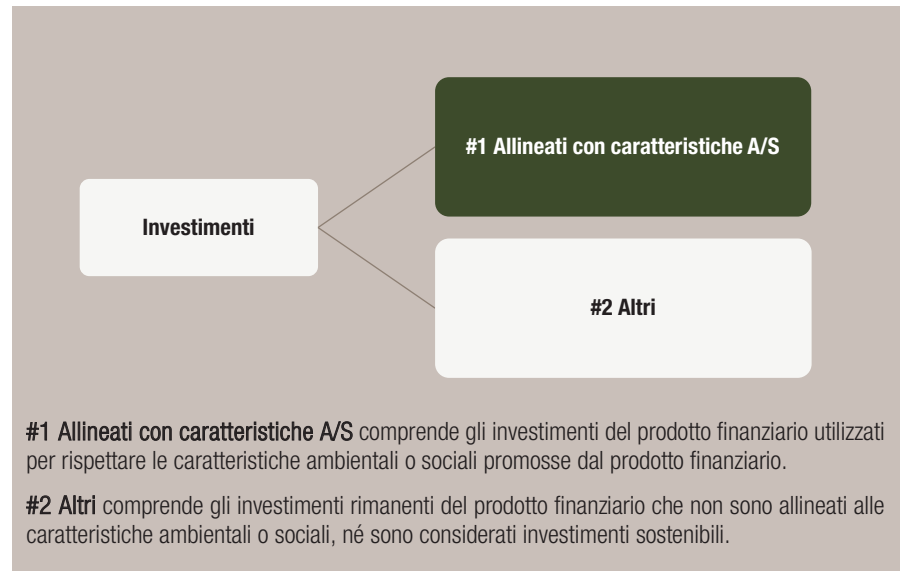 #1 Allineati con caratteristiche A/S
Investimenti
#2 Altri
#1 Allineati con caratteristiche A/S comprende gli investimenti del prodotto finanziario utilizzati
per rispettare le caratteristiche ambientali o sociali promosse dal prodotto finanziario.
#2 Altri comprende gli investimenti rimanenti del prodotto finanziario che non sono allineati alle
caratteristiche ambientali o sociali, né sono considerati investimenti sostenibili.